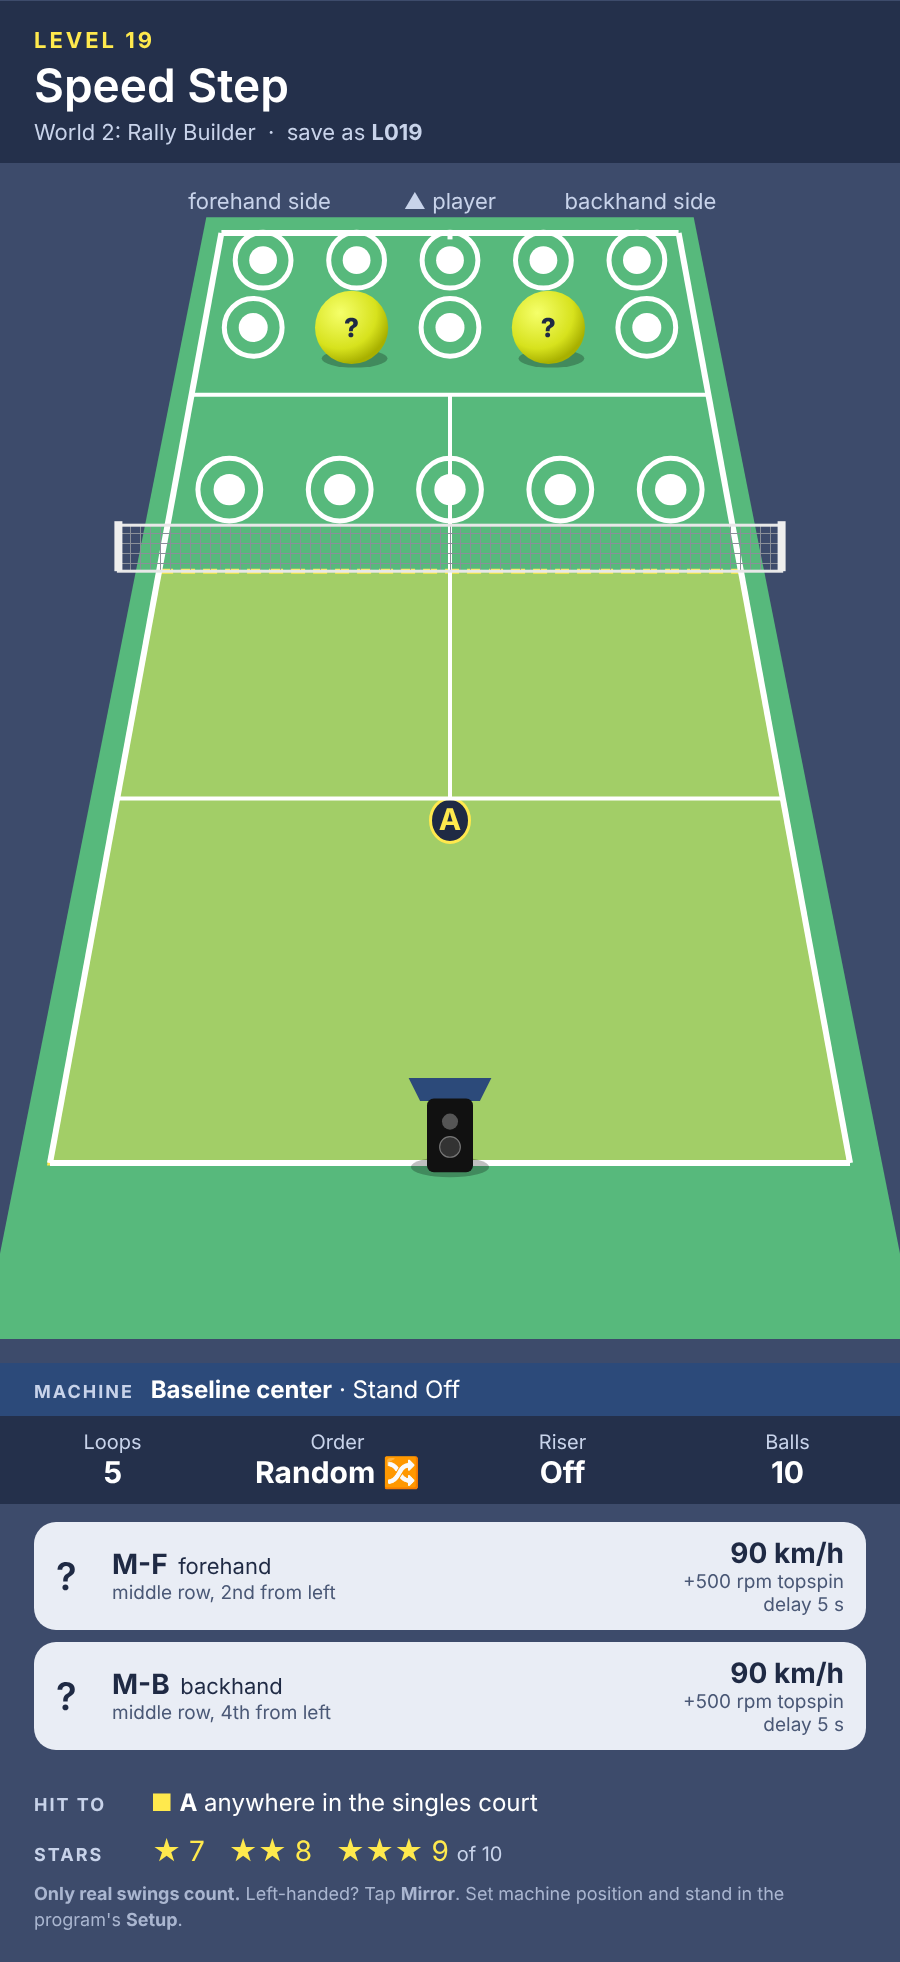 LEVEL 19
Speed Step
World 2: Rally Builder · save as L019
forehand side ▲ player backhand side
? ?
A
MACHINE Baseline center · Stand Off
Loops Order Riser Balls
5 Random 🔀 Off 10
? M-F forehand 90 km/h
middle row, 2nd from left +500 rpm topspin
delay 5 s
? M-B backhand 90 km/h
middle row, 4th from left +500 rpm topspin
delay 5 s
HIT TO ■ A anywhere in the singles court
STARS ★ 7 ★★ 8 ★★★ 9 of 10
Only real swings count. Left-handed? Tap Mirror. Set machine position and stand in the
program's Setup.